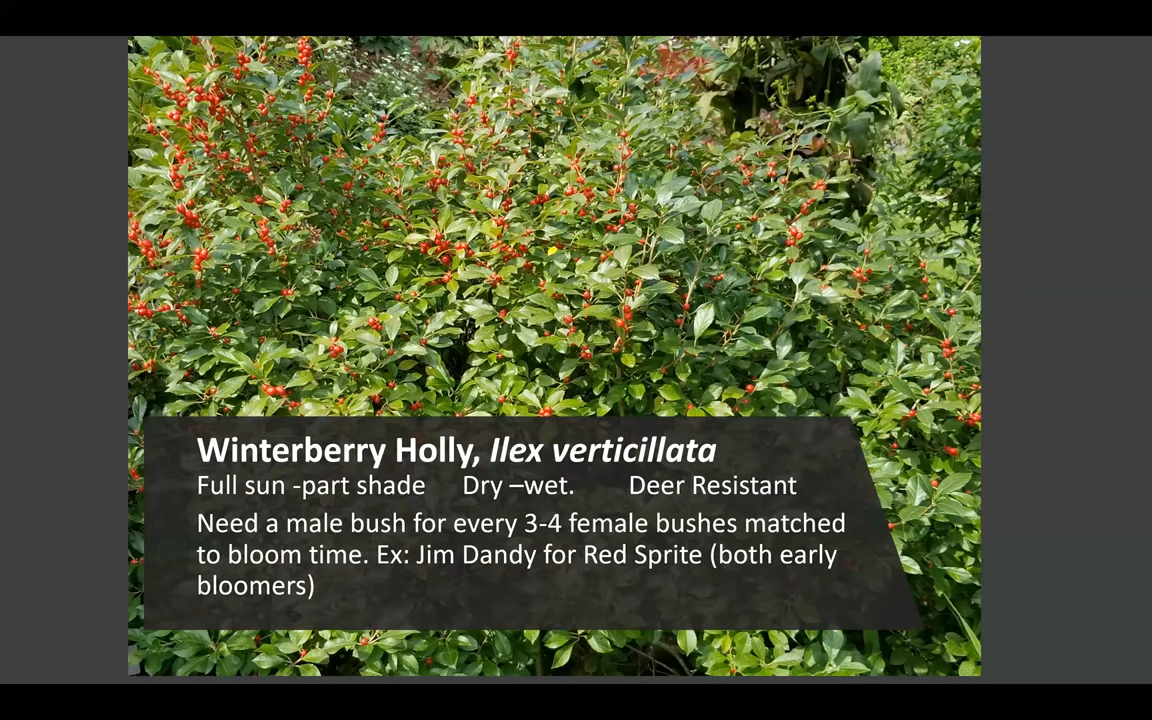 Winterberry Holly, Ilex verticillata
Full sun -part shade Dry –wet. Deer Resistant
Need a male bush for every 3-4 female bushes matched
to bloom time. Ex: Jim Dandy for Red Sprite (both early
bloomers)